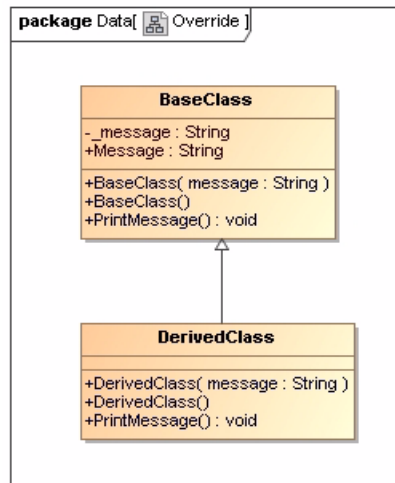 package Data[ Override ]
BaseClass
-_message : String
+Message : String
+BaseClass( message : String )
+BaseClass()
+PrintMessage() : void
DerivedClass
+DerivedClass( message : String )
+DerivedClass()
+PrintMessage() : void